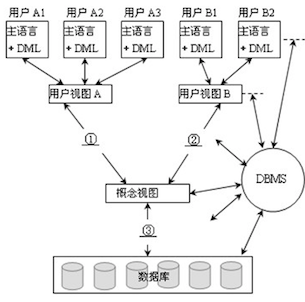 用户 A1 用户 A2 用户 A3 用户 B1 用户 B2
主语言 主语言 主语言 主语言 主语言
+ DML + DML + DML + DML + DML
用户视图 A 用户视图 B
① ②
DBMS
概念视图
③
数据库